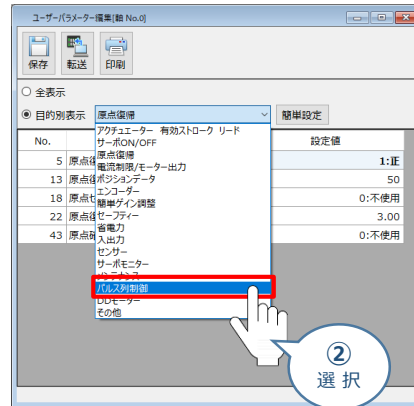 ユーザーパラメーター編集[軸 No.0]
保存 転送 印刷
全表示
目的別表示 原点復帰 簡単設定
No. 設定値
アクチュエーター 有効ストローク リード
サーボON/OFF
原点復帰
電流制限/モーター出力
ポジションデータ
エンコーダー
簡単ゲイン調整
セーフティー
省電力
入出力
センサー
サーボモニター
メンテナンス
パルス列制御
DDモーター
その他
5 原点復 1:正
13 原点復 50
18 原点セ 0:不使用
22 原点復 3.00
43 原点確 0:不使用
②
選 択